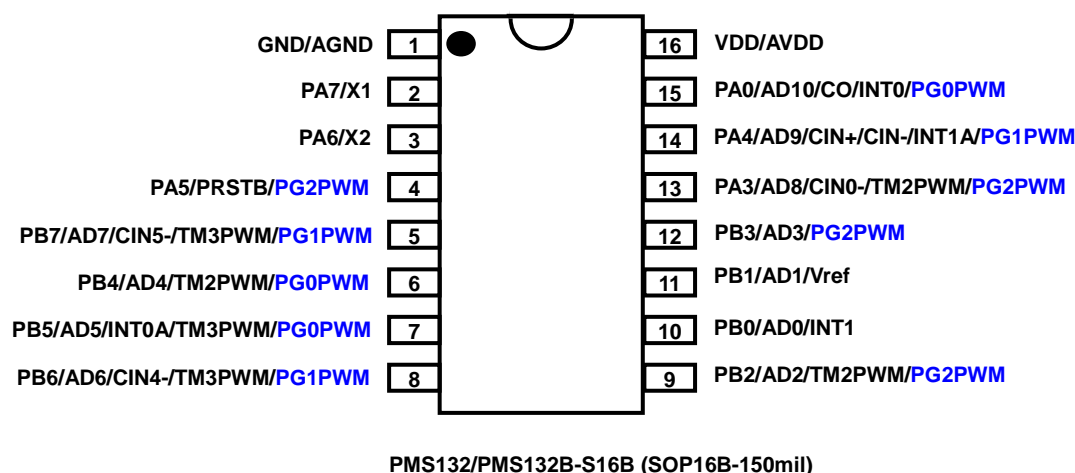 GND/AGND 1 16 VDD/AVDD
PA7/X1 2 15 PA0/AD10/CO/INT0/PG0PWM
PA6/X2 3 14 PA4/AD9/CIN+/CIN-/INT1A/PG1PWM
PA5/PRSTB/PG2PWM 4 13 PA3/AD8/CIN0-/TM2PWM/PG2PWM
PB7/AD7/CIN5-/TM3PWM/PG1PWM 5 12 PB3/AD3/PG2PWM
PB4/AD4/TM2PWM/PG0PWM 6 11 PB1/AD1/Vref
PB5/AD5/INT0A/TM3PWM/PG0PWM 7 10 PB0/AD0/INT1
PB6/AD6/CIN4-/TM3PWM/PG1PWM 8 9 PB2/AD2/TM2PWM/PG2PWM
PMS132/PMS132B-S16B (SOP16B-150mil)